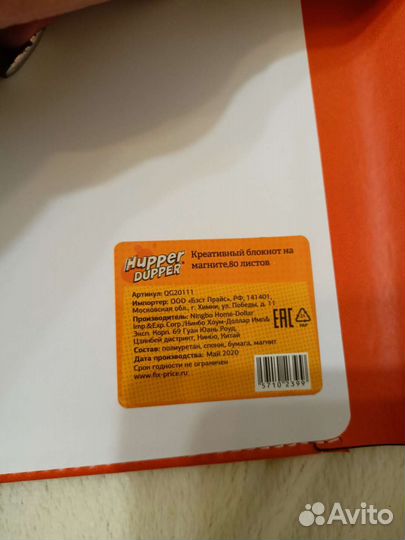 Hupper
DUPPER
Креативный блокнот на
магните,80 листов
Артикул: QG20111
Импортер: ООО «Бэст Прайс», РФ, 141401,
Московская обл., г. Химки, ул. Победы, д. 11
Производитель: Ningbo Home-Dollar
Imp.&Exp. Corp./Нинбо Хоум-Доллар Имп&
Эксп. Корп. 69 Гуан Юань Роуд,
Цзянбей дистрикт, Нинбо, Китай
Состав: полиуретан, спонж, бумага, магнит
Дата производства: Май 2020
Срок годности не ограничен
www.fix-price.ru
EAC
57102399
Avito